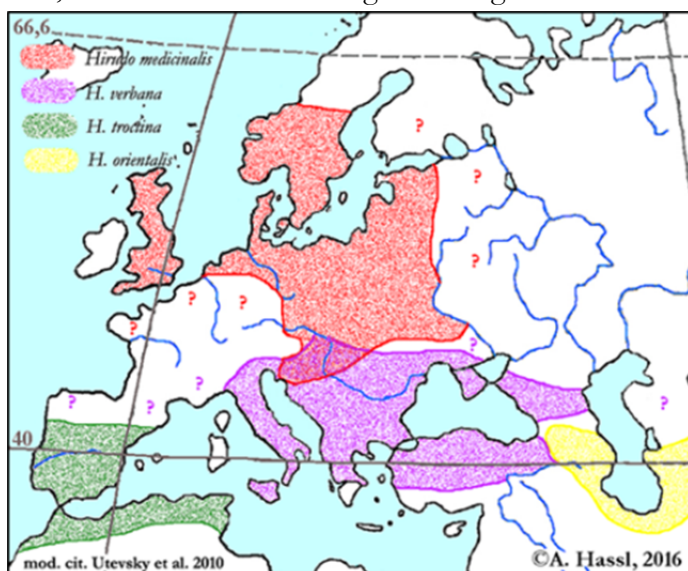 66,6
Hirudo medicinalis
H. verbana
H. troctina
H. orientalis
?
?
?
?
?
?
?
?
?
?
?
40
mod. cit. Utevsky et al. 2010
©A. Hassl, 2016